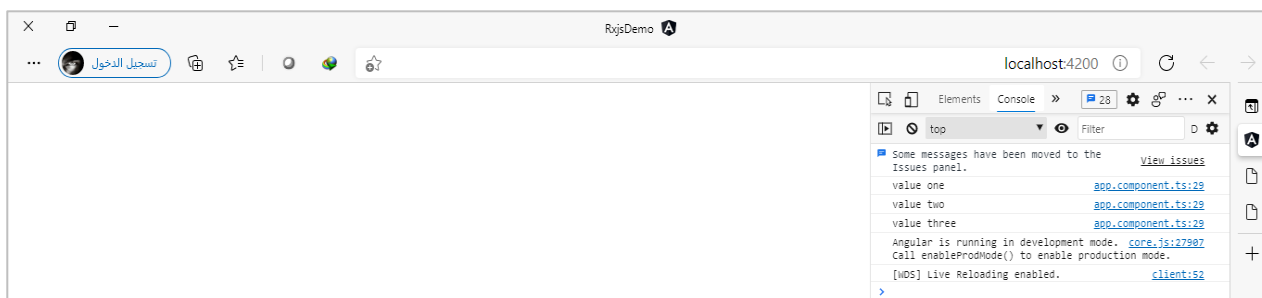 RxjsDemo
تسجيل الدخول
localhost:4200
Elements Console 28
top Filter D
Some messages have been moved to the View issues
Issues panel.
value one app.component.ts:29
value two app.component.ts:29
value three app.component.ts:29
Angular is running in development mode. core.js:27907
Call enableProdMode() to enable production mode.
[WDS] Live Reloading enabled. client:52